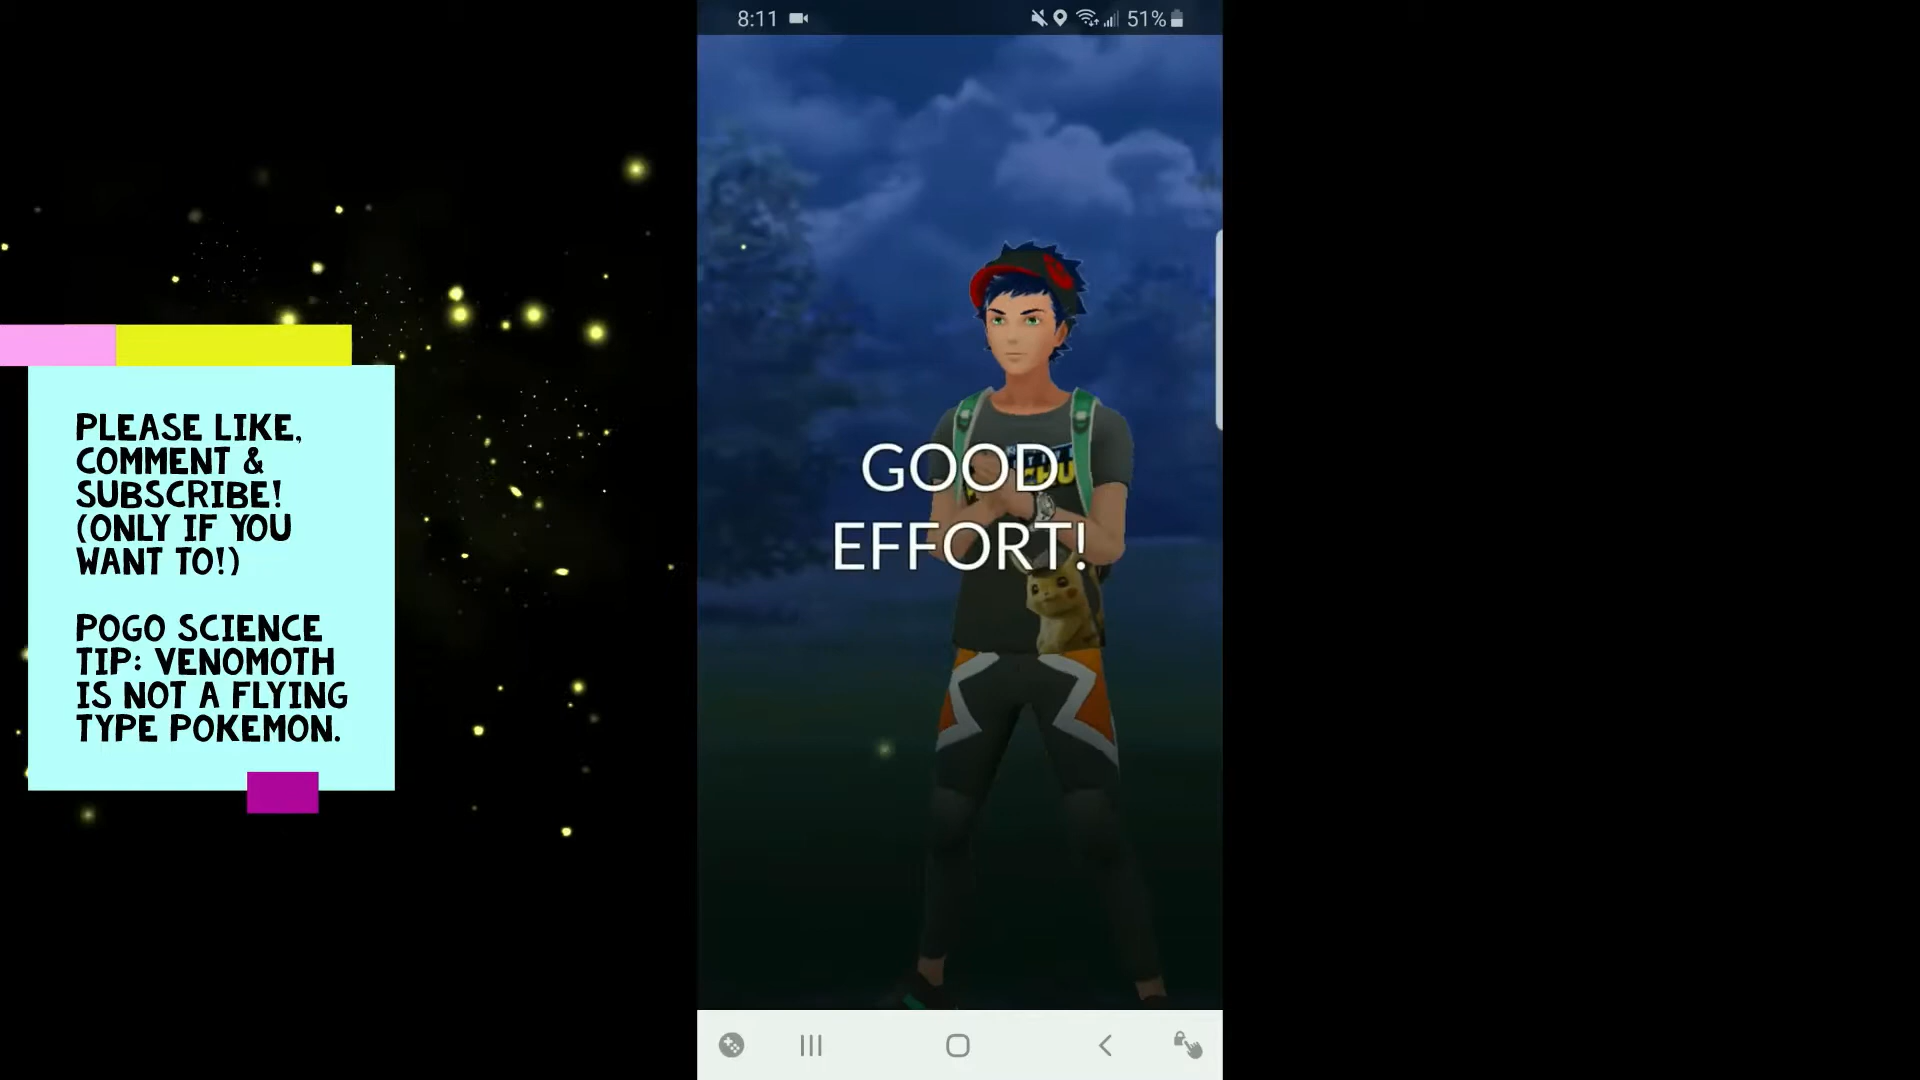 8:11
51%
PLEASE LIKE,
COMMENT &
SUBSCRIBE!
(ONLY IF YOU
WANT TO!)
POGO SCIENCE
TIP: VENOMOTH
IS NOT A FLYING
TYPE POKEMON.
GOOD
EFFORT!